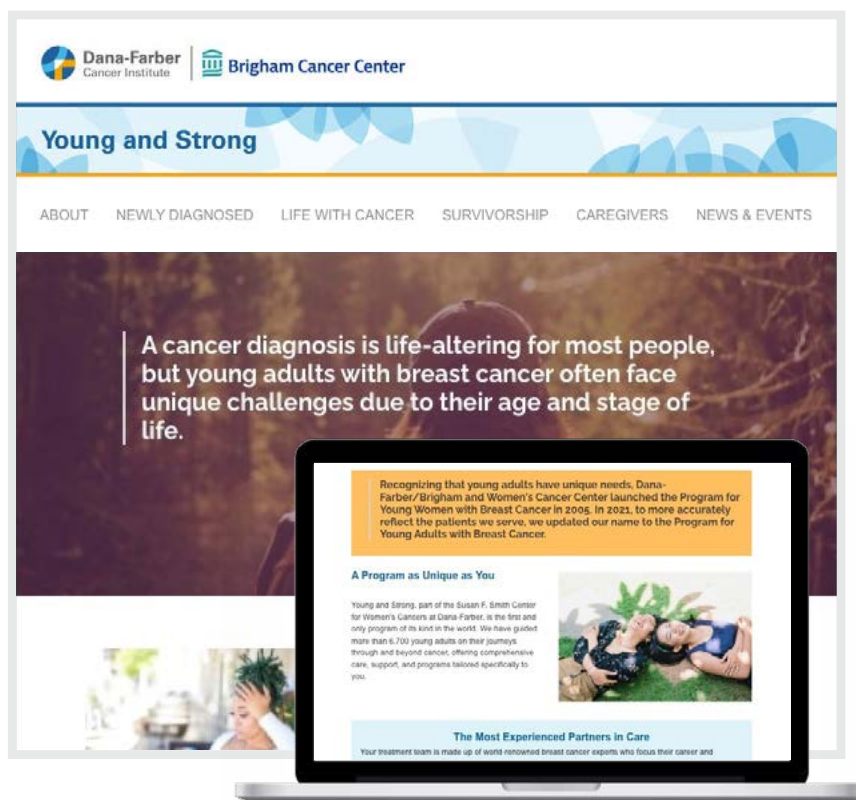 Dana-Farber
Cancer Institute
Brigham Cancer Center
Young and Strong
ABOUT NEWLY DIAGNOSED LIFE WITH CANCER SURVIVORSHIP CAREGIVERS NEWS & EVENTS
A cancer diagnosis is life-altering for most people,
but young adults with breast cancer often face
unique challenges due to their age and stage of
life.
Recognizing that young adults have unique needs, Dana-
Farber/Brigham and Women's Cancer Center launched the Program for
Young Women with Breast Cancer in 2005. In 2021, to more accurately
reflect the patients we serve, we updated our name to the Program for
Young Adults with Breast Cancer.
A Program as Unique as You
Young and Strong, part of the Susan F. Smith Center
for Women's Cancers at Dana-Farber, is the first and
only program of its kind in the world. We have guided
more than 6,700 young adults on their journeys
through and beyond cancer, offering comprehensive
care, support, and programs tailored specifically to
you.
The Most Experienced Partners in Care
Your treatment team is made up of world-renowned breast cancer experts who focus their career and